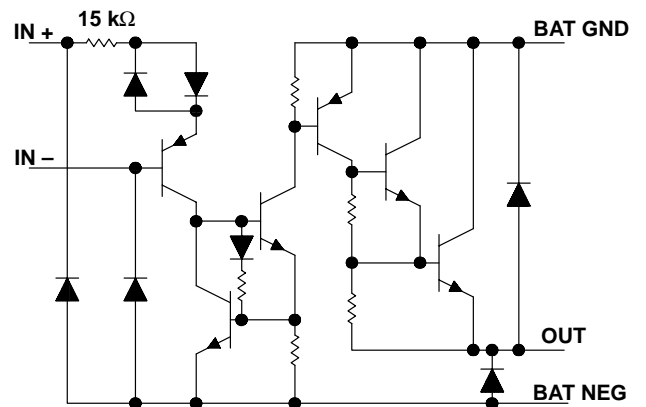 15 kΩ
IN +
BAT GND
IN –
OUT
BAT NEG